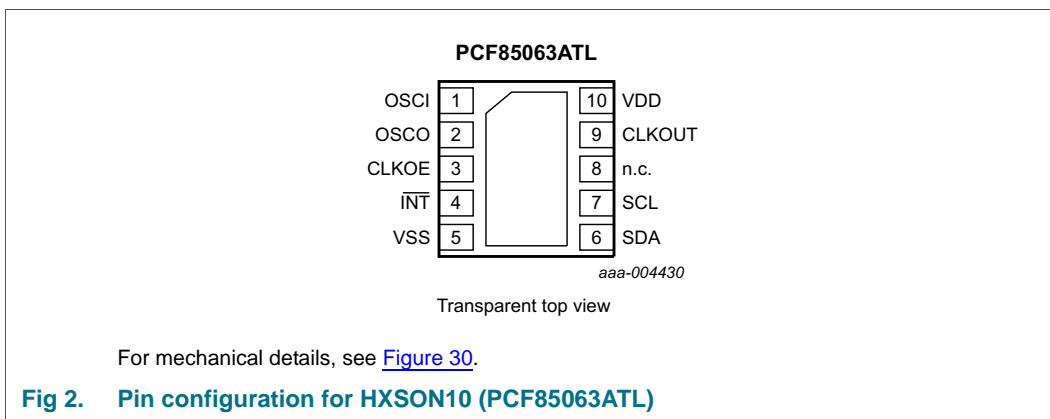 PCF85063ATL
OSCI 1 10 VDD
OSCO 2 9 CLKOUT
CLKOE 3 8 n.c.
INT 4 7 SCL
VSS 5 6 SDA
aaa-004430
Transparent top view
For mechanical details, see Figure 30.
Fig 2. Pin configuration for HXSON10 (PCF85063ATL)